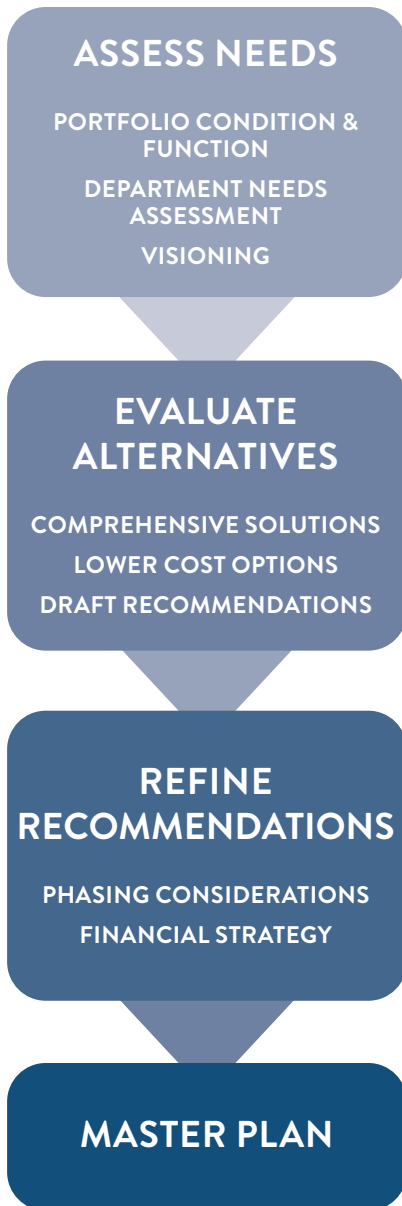 ASSESS NEEDS
PORTFOLIO CONDITION &
FUNCTION
DEPARTMENT NEEDS
ASSESSMENT
VISIONING
EVALUATE
ALTERNATIVES
COMPREHENSIVE SOLUTIONS
LOWER COST OPTIONS
DRAFT RECOMMENDATIONS
REFINE
RECOMMENDATIONS
PHASING CONSIDERATIONS
FINANCIAL STRATEGY
MASTER PLAN